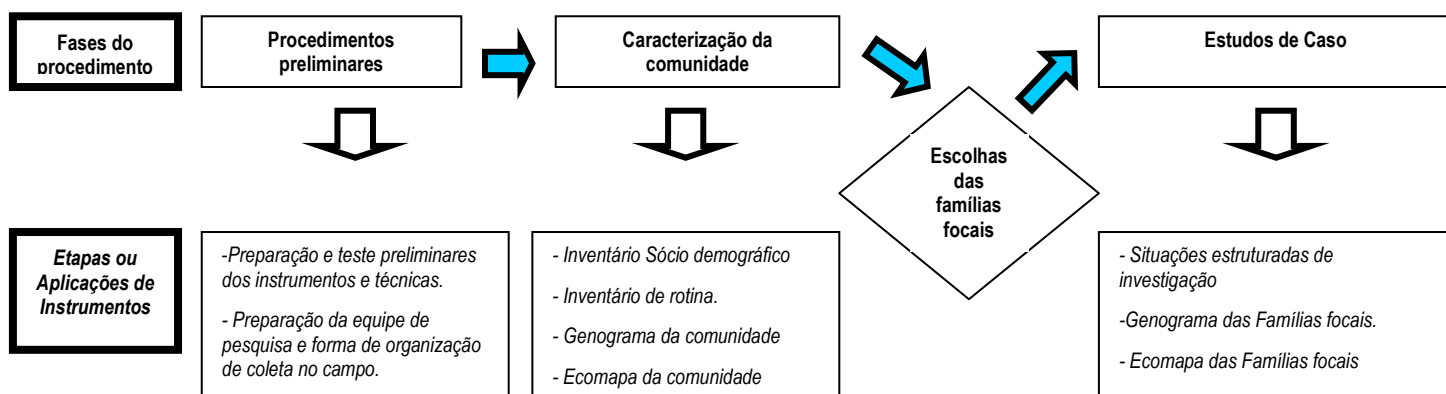 Fases do
procedimento
Procedimentos
preliminares
Caracterização da
comunidade
Estudos de Caso
Escolhas
das
famílias
focais
Etapas ou
Aplicações de
Instrumentos
-Preparação e teste preliminares
dos instrumentos e técnicas.
- Preparação da equipe de
pesquisa e forma de organização
de coleta no campo.
- Inventário Sócio demográfico
- Inventário de rotina.
- Genograma da comunidade
- Ecomapa da comunidade
- Situações estruturadas de
investigação
-Genograma das Famílias focais.
- Ecomapa das Famílias focais